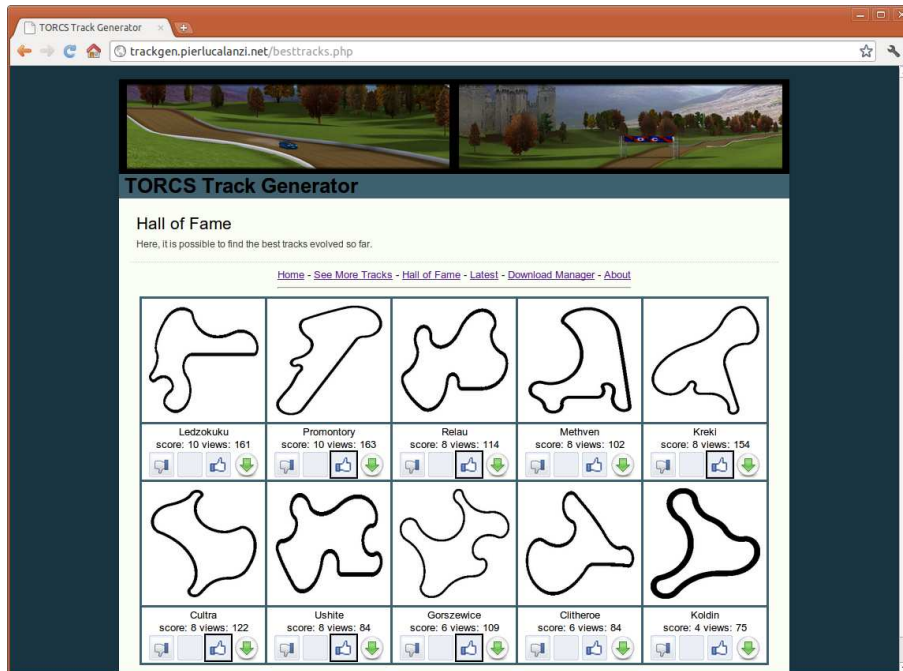 TORCS Track Generator
trackgen.pierlucalanzi.net/besttracks.php
TORCS Track Generator
Hall of Fame
Here, it is possible to find the best tracks evolved so far.
Home - See More Tracks - Hall of Fame - Latest - Download Manager - About
Ledzokuku Promontory Relau Methven Kreki
score: 10 views: 161 score: 10 views: 163 score: 8 views: 114 score: 8 views: 102 score: 8 views: 154
Cultra Ushite Gorszewice Clitheroe Koldin
score: 8 views: 122 score: 8 views: 84 score: 6 views: 109 score: 6 views: 84 score: 4 views: 75